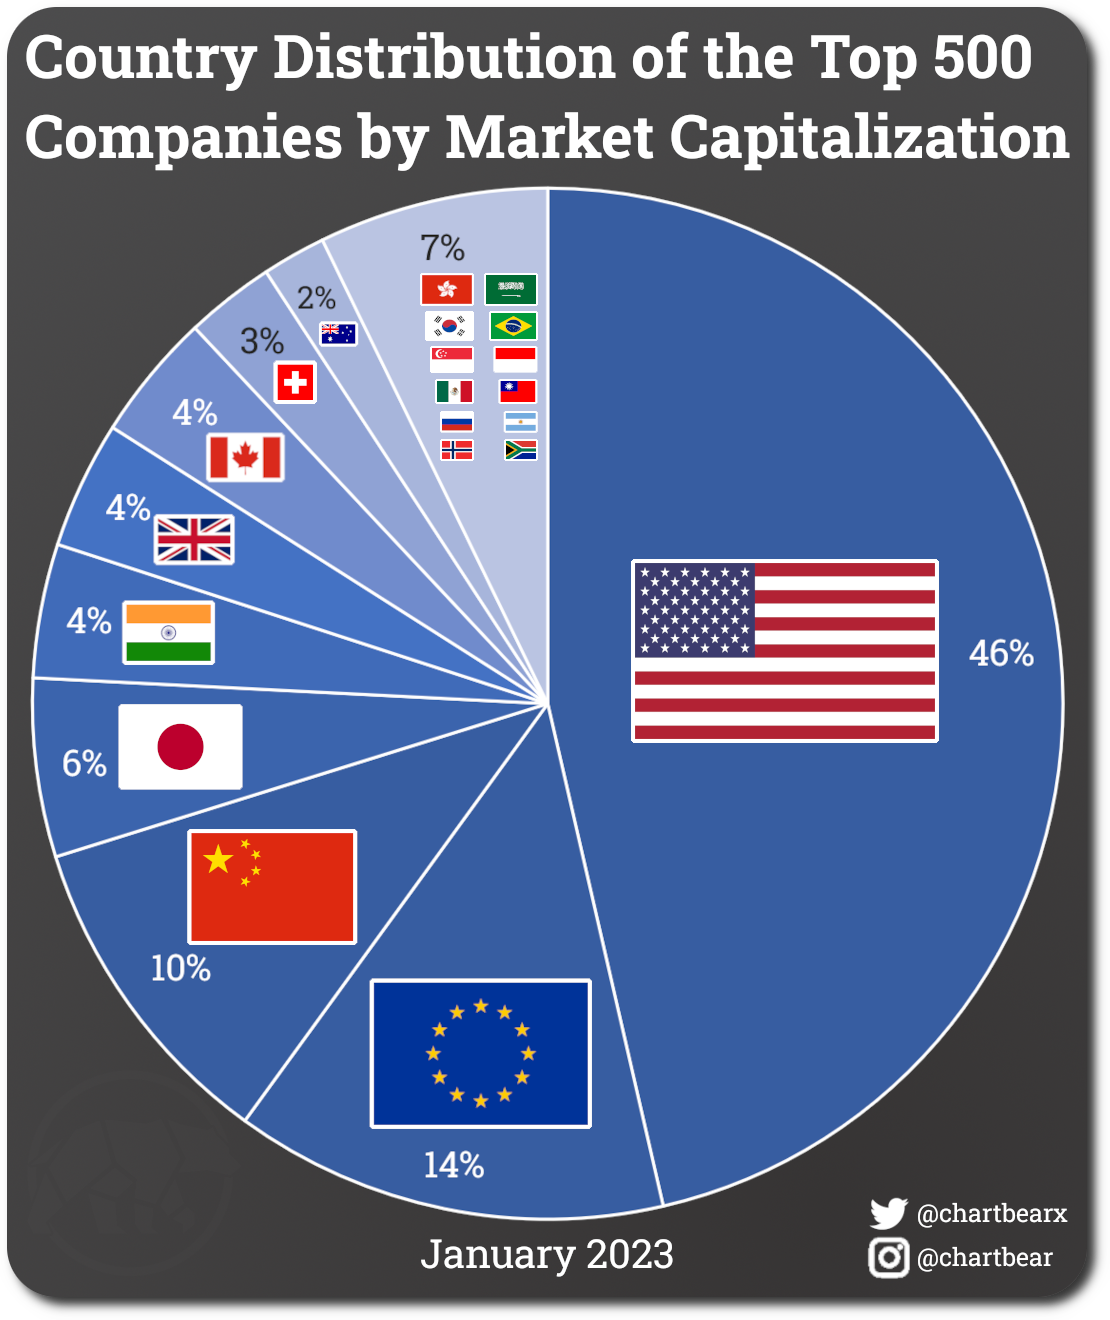 Country Distribution of the Top 500
Companies by Market Capitalization
7%
2%
3%
4%
4%
4%
6%
10%
14%
46%
January 2023
@chartbearx
@chartbear